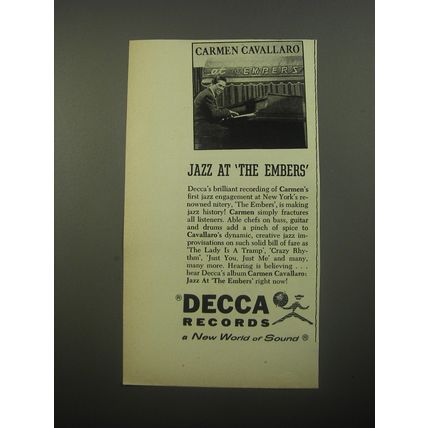 CARMEN CAVALLARO
at The EMBERS
JAZZ AT 'THE EMBERS'
Decca's brilliant recording of Carmen's
first jazz engagement at New York's re-
nowned nitery, 'The Embers', is making
jazz history! Carmen simply fractures
all listeners. Able chefs on bass, guitar
and drums add a pinch of spice to
Cavallaro's dynamic, creative jazz im-
provisations on such solid bill of fare as
'The Lady Is A Tramp', 'Crazy Rhy-
thm', 'Just You, Just Me' and many,
many more. Hearing is believing . . .
hear Decca's album Carmen Cavallaro:
Jazz At 'The Embers' right now!
® DECCA
RECORDS
a New World of Sound ®